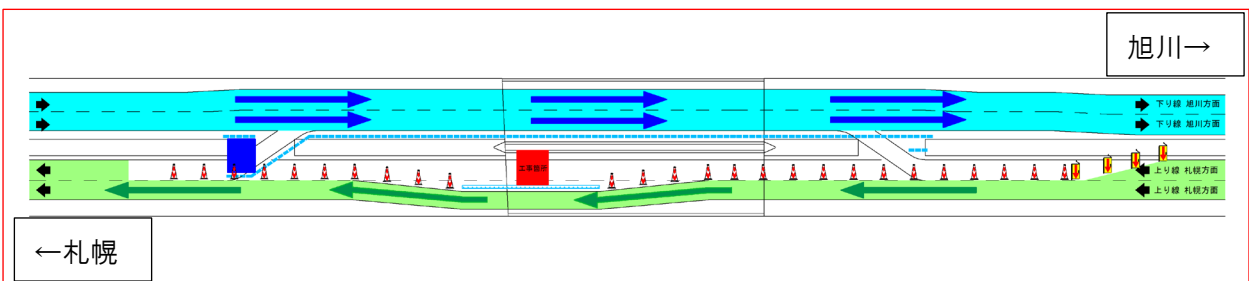 旭川→
下り線 旭川方面
下り線 旭川方面
工事箇所
上り線 札幌方面
上り線 札幌方面
←札幌